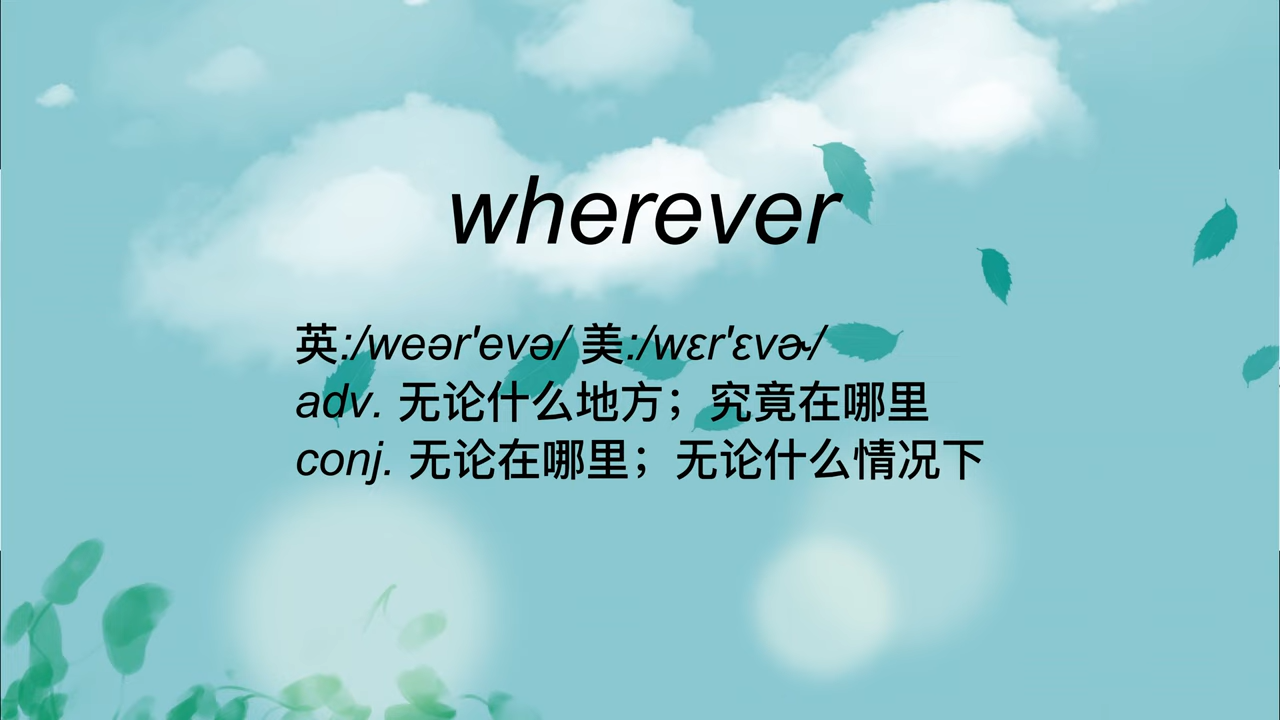 wherever
英:/weər'evə/ 美:/wɛr'ɛvɚ/
adv. 无论什么地方；究竟在哪里
conj. 无论在哪里；无论什么情况下